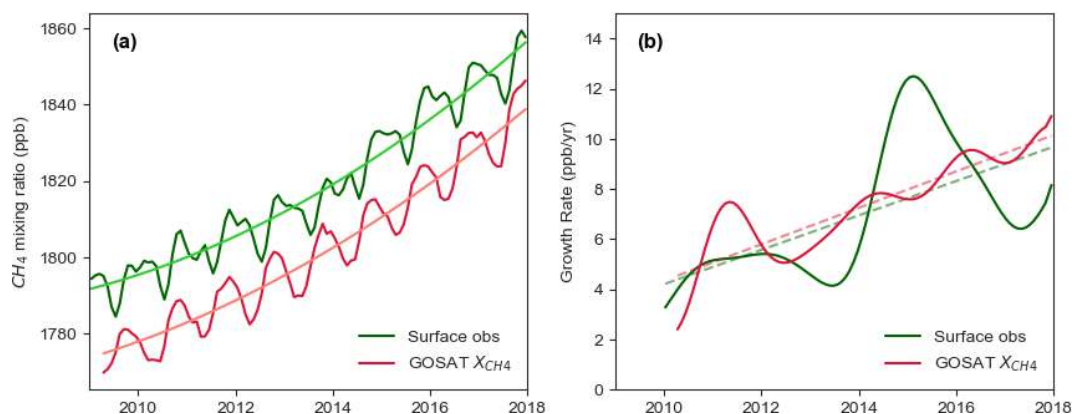 (a)
CH4 mixing ratio (ppb)
1860
1840
1820
1800
1780
2010 2012 2014 2016 2018
Surface obs
GOSAT XCH4
(b)
Growth Rate (ppb/yr)
14
12
10
8
6
4
2
0
2010 2012 2014 2016 2018
Surface obs
GOSAT XCH4